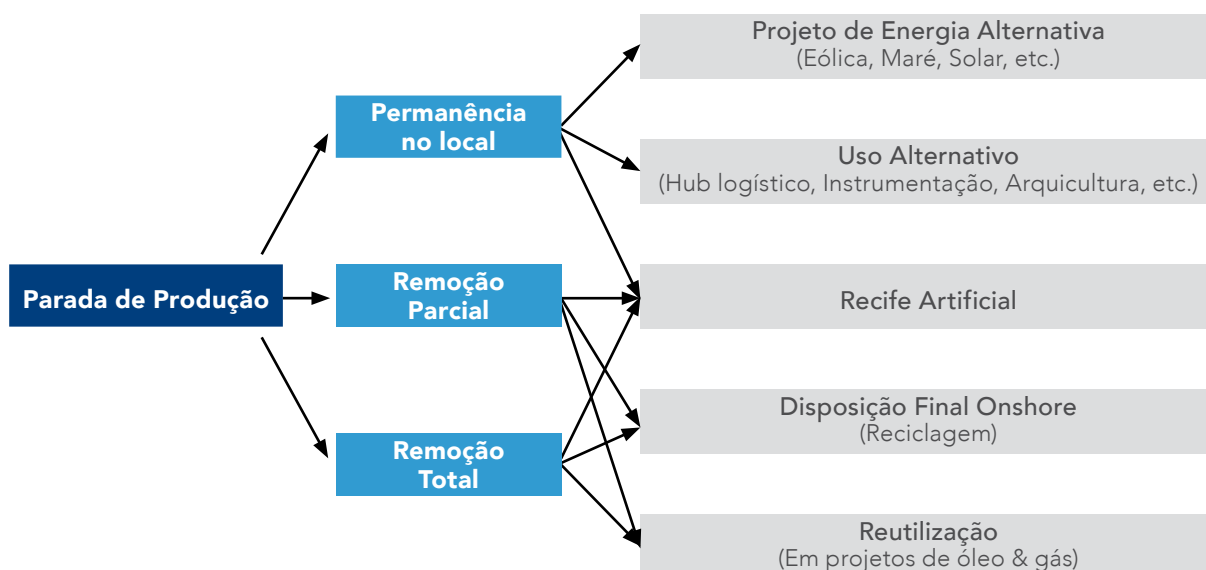 Parada de Produção
Permanência
no local
Remoção
Parcial
Remoção
Total
Projeto de Energia Alternativa
(Eólica, Maré, Solar, etc.)
Uso Alternativo
(Hub logístico, Instrumentação, Arquicultura, etc.)
Recife Artificial
Disposição Final Onshore
(Reciclagem)
Reutilização
(Em projetos de óleo & gás)